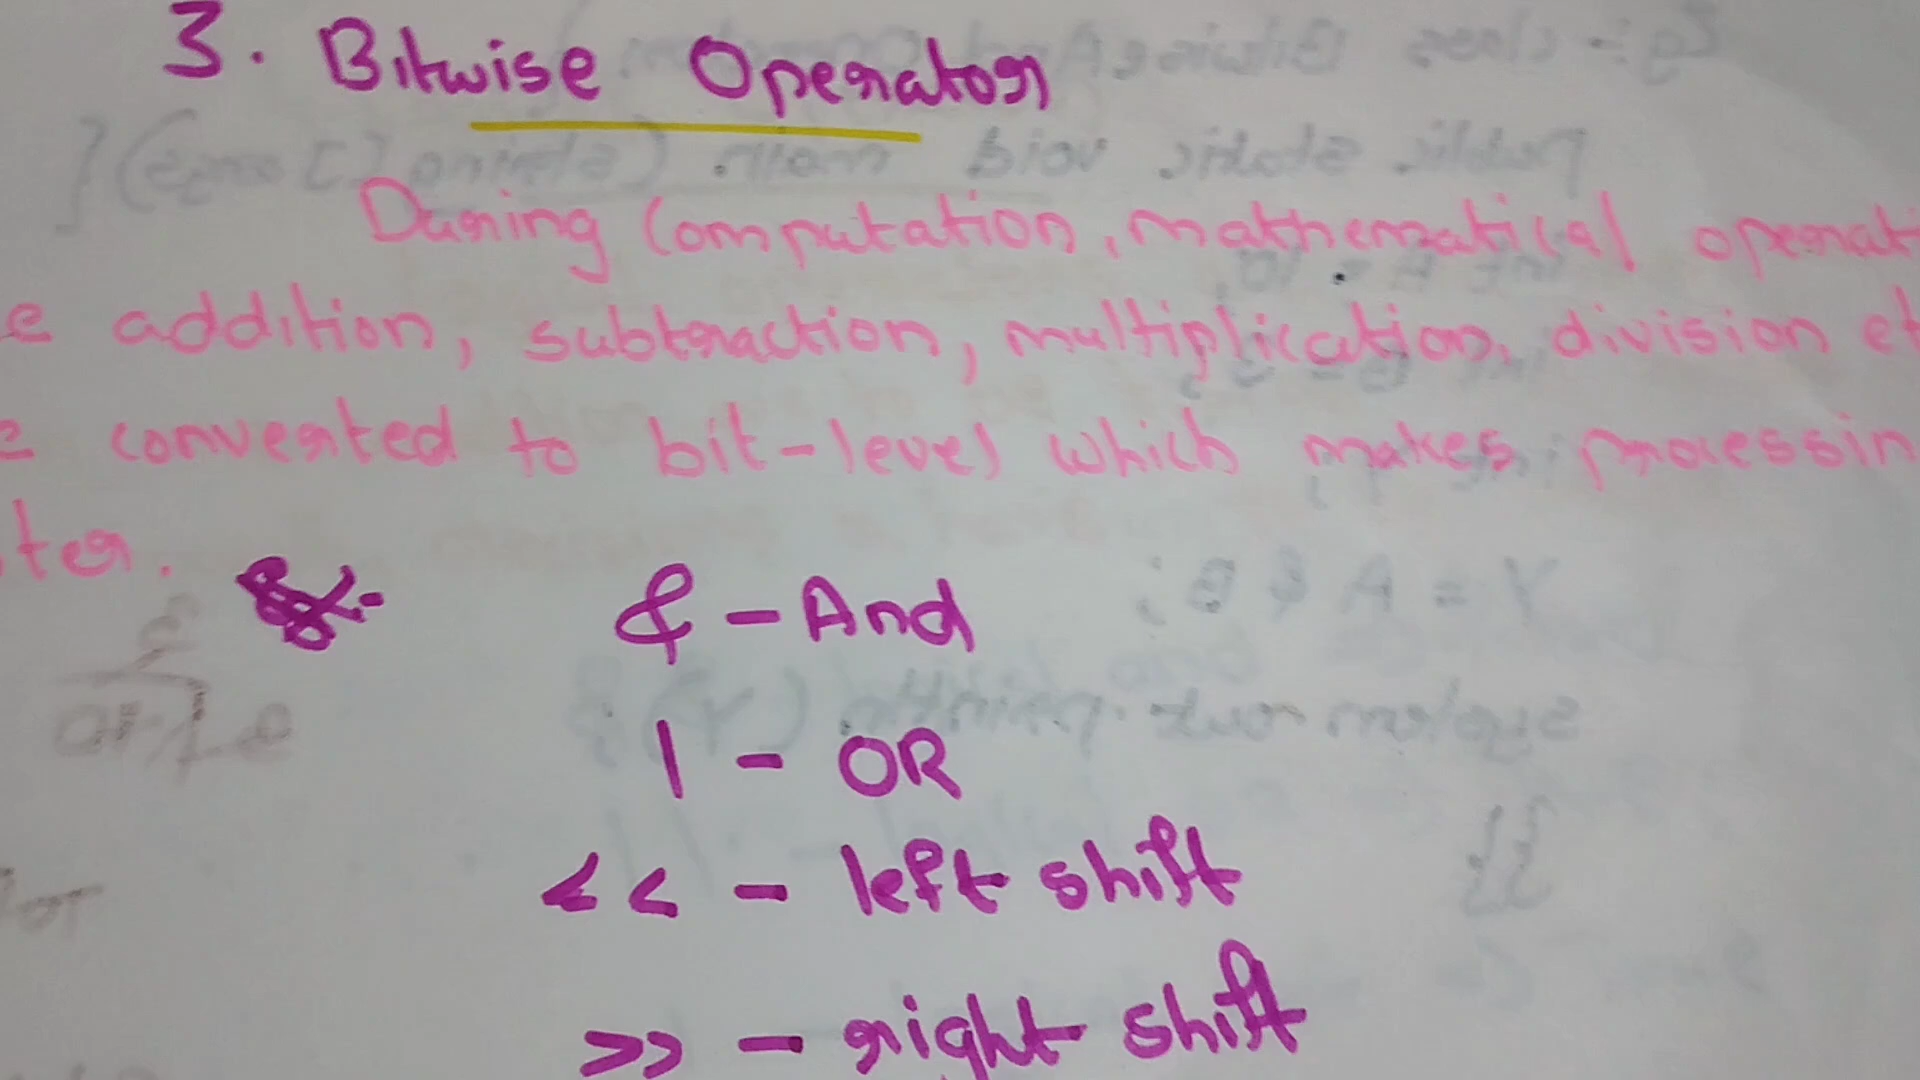 3. Bitwise Operator
During Computation, mathematical operat
e addition, subtraction, multiplication, division et
e converted to bit-level which makes processin
ter.
& - And
| - OR
<< - left shift
>> - right shift